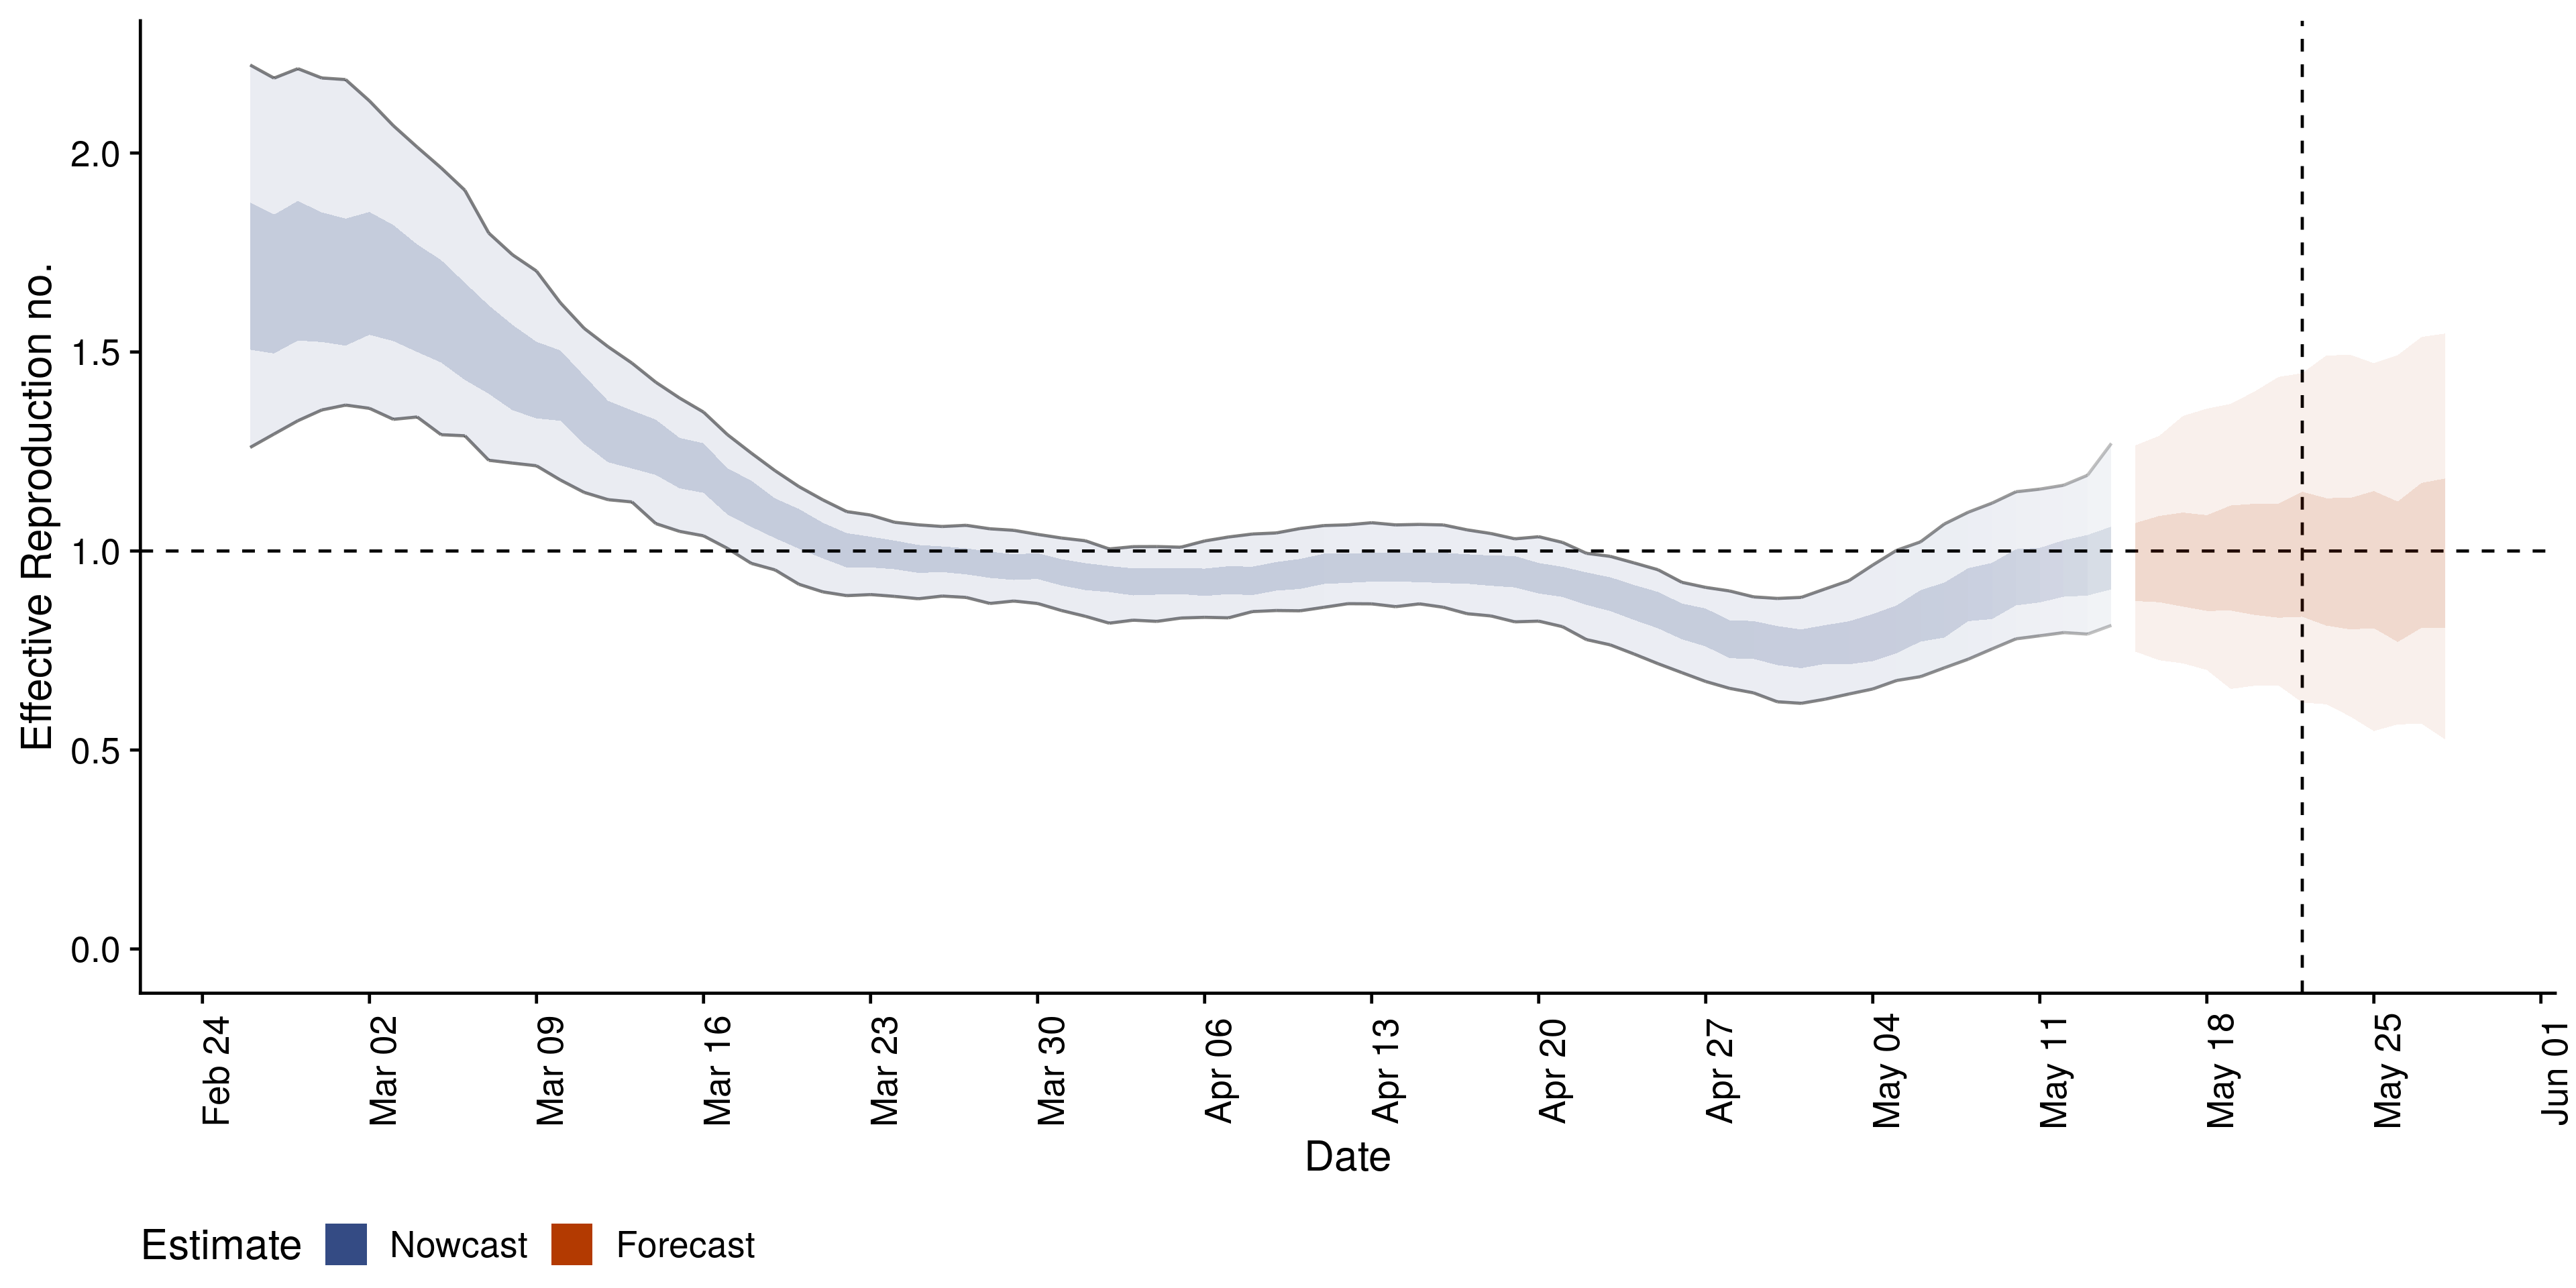 Effective Reproduction no.
2.0
1.5
1.0
0.5
0.0
Feb 24
Mar 02
Mar 09
Mar 16
Mar 23
Mar 30
Apr 06
Apr 13
Apr 20
Apr 27
May 04
May 11
May 18
May 25
Jun 01
Date
Estimate Nowcast Forecast